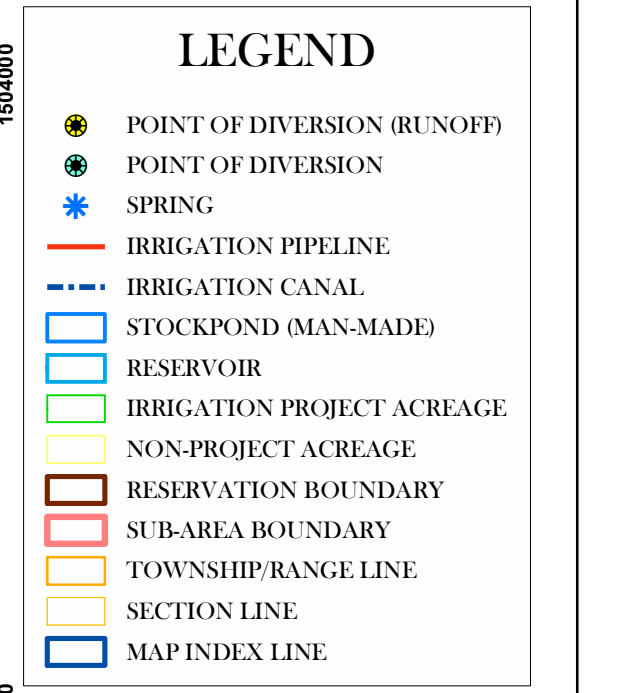 1504000
LEGEND
POINT OF DIVERSION (RUNOFF)
POINT OF DIVERSION
SPRING
IRRIGATION PIPELINE
IRRIGATION CANAL
STOCKPOND (MAN-MADE)
RESERVOIR
IRRIGATION PROJECT ACREAGE
NON-PROJECT ACREAGE
RESERVATION BOUNDARY
SUB-AREA BOUNDARY
TOWNSHIP/RANGE LINE
SECTION LINE
MAP INDEX LINE